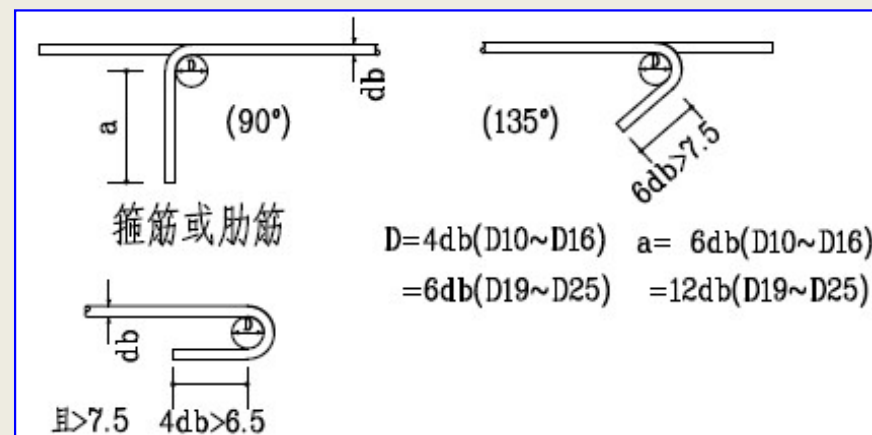 D
db
a
(90°)
箍筋或肋筋
D
(135°)
6db>7.5
D=4db(D10~D16) a= 6db(D10~D16)
=6db(D19~D25) =12db(D19~D25)
D
db
且>7.5 4db>6.5